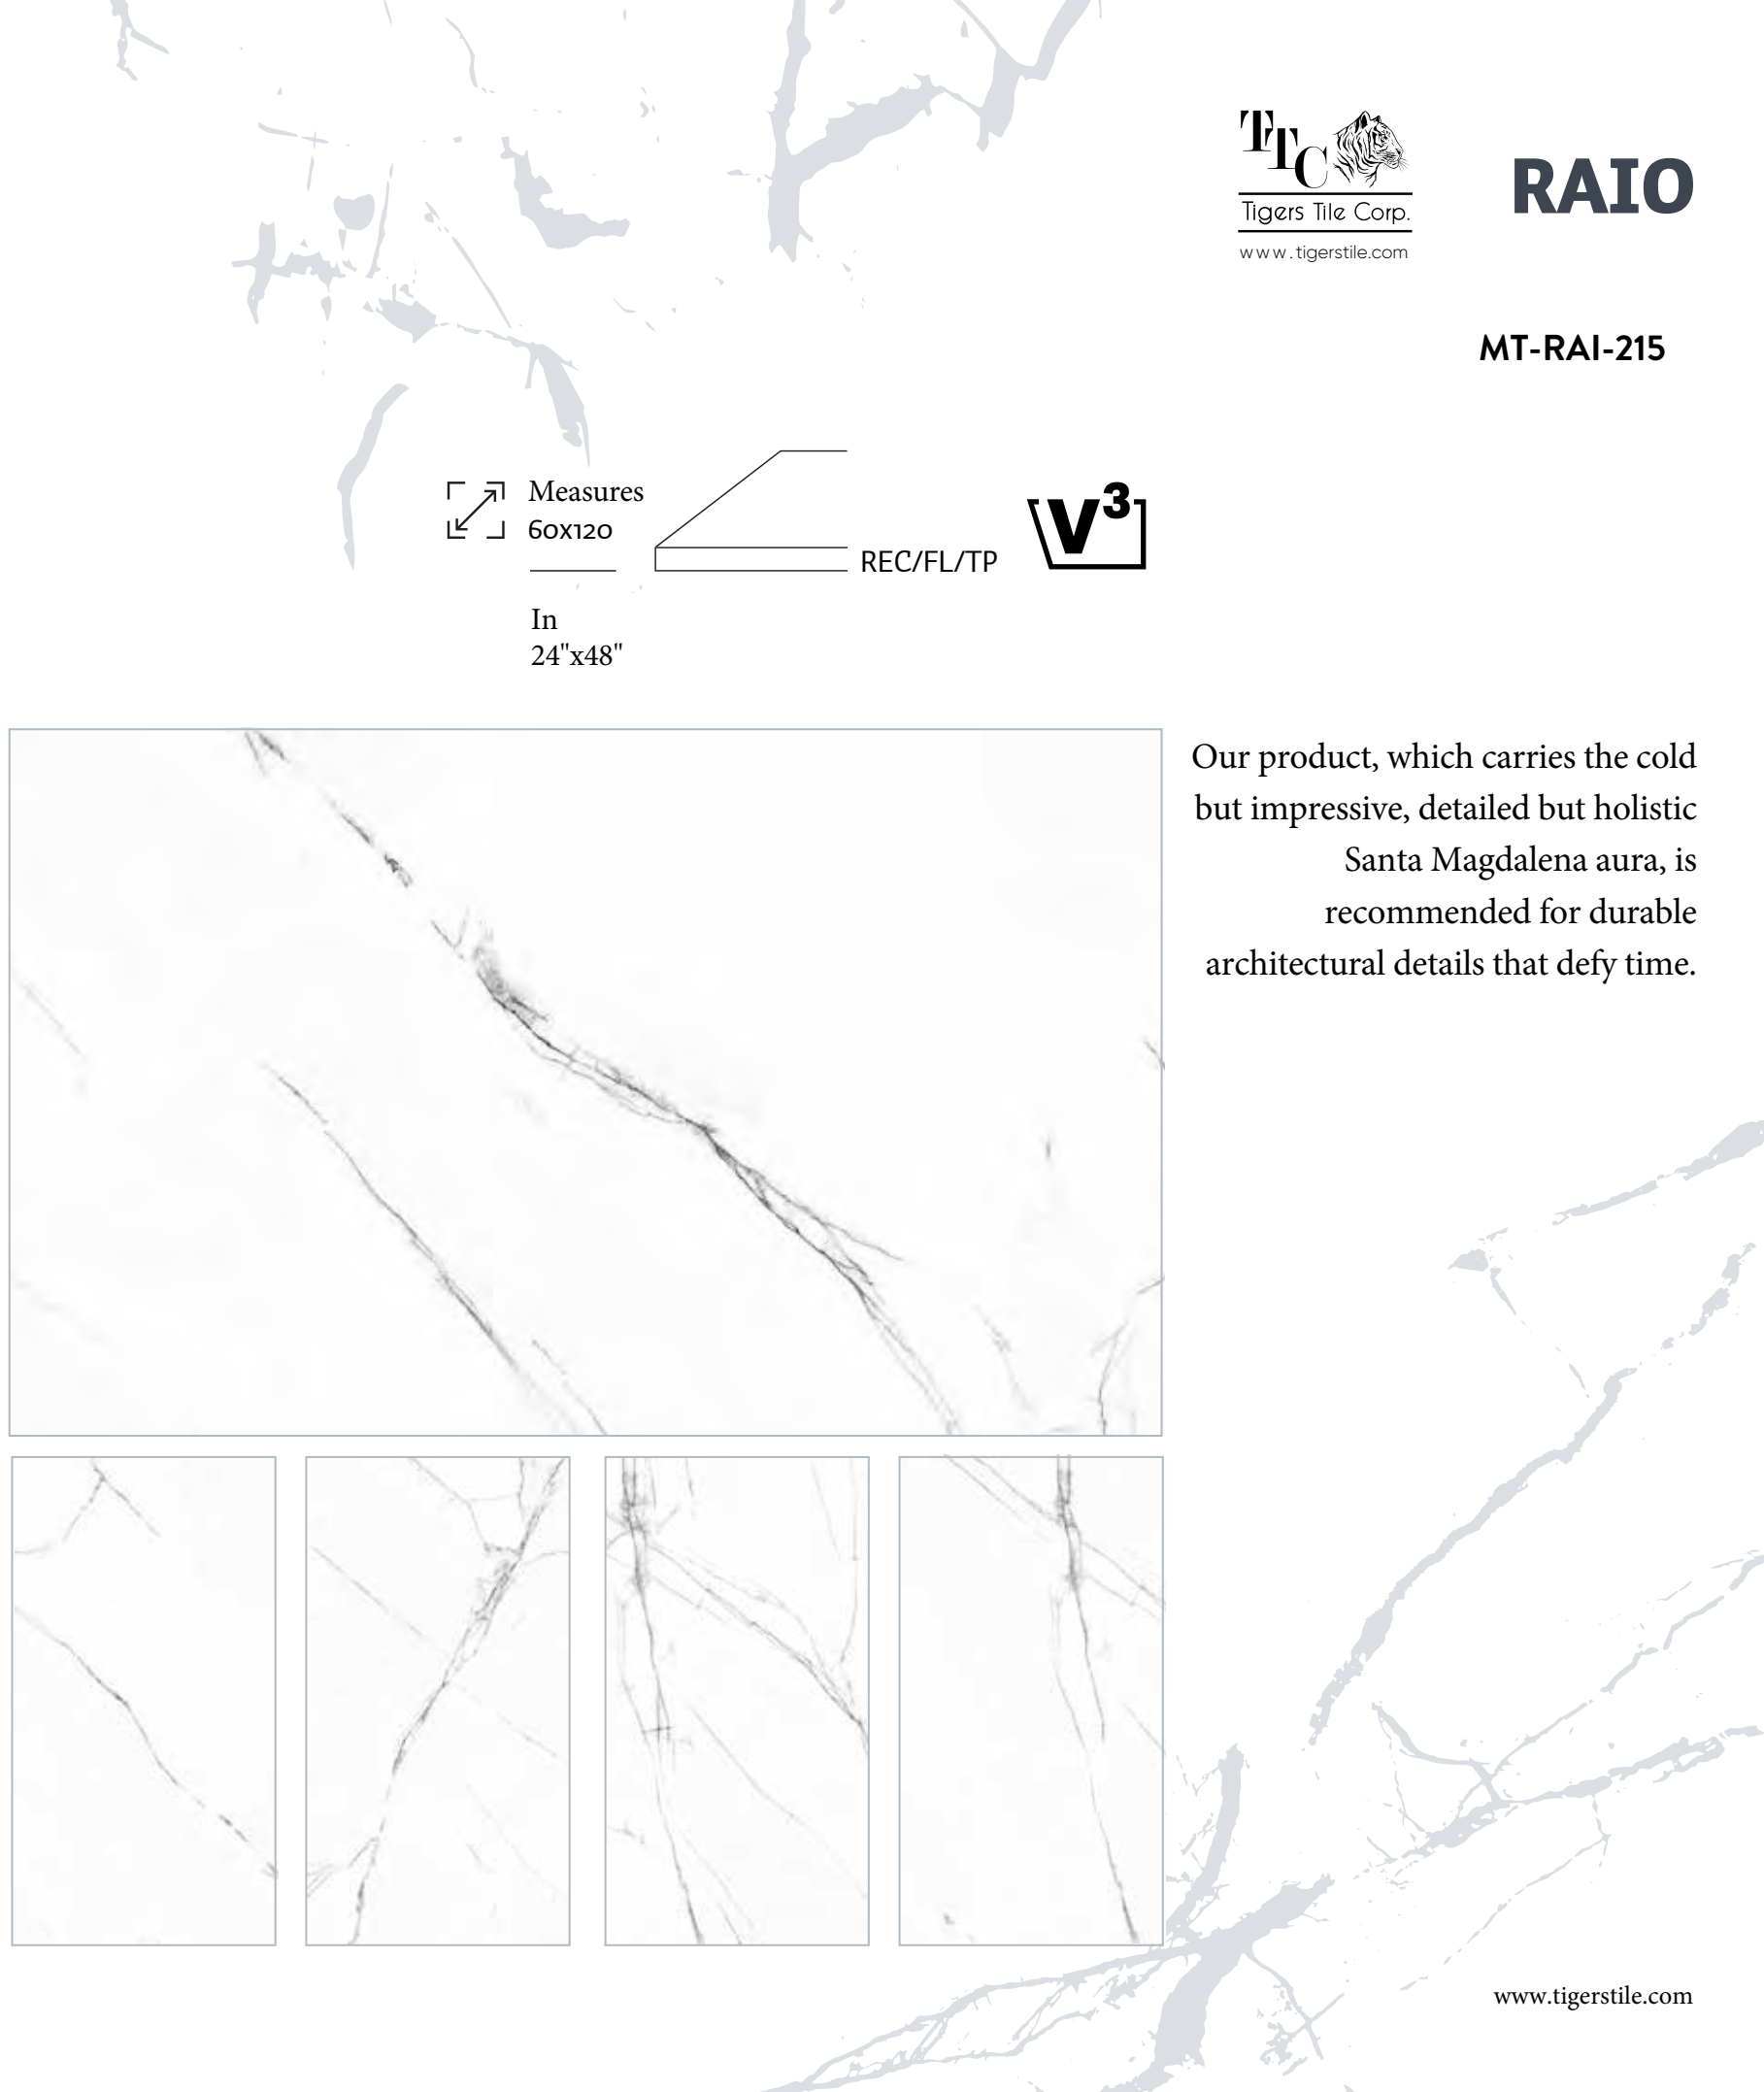 TTC
Tigers Tile Corp.
www.tigerstile.com
RAIO
MT-RAI-215
Measures
60x120
In
24"x48"
REC/FL/TP
V3
Our product, which carries the cold
but impressive, detailed but holistic
Santa Magdalena aura, is
recommended for durable
architectural details that defy time.
www.tigerstile.com